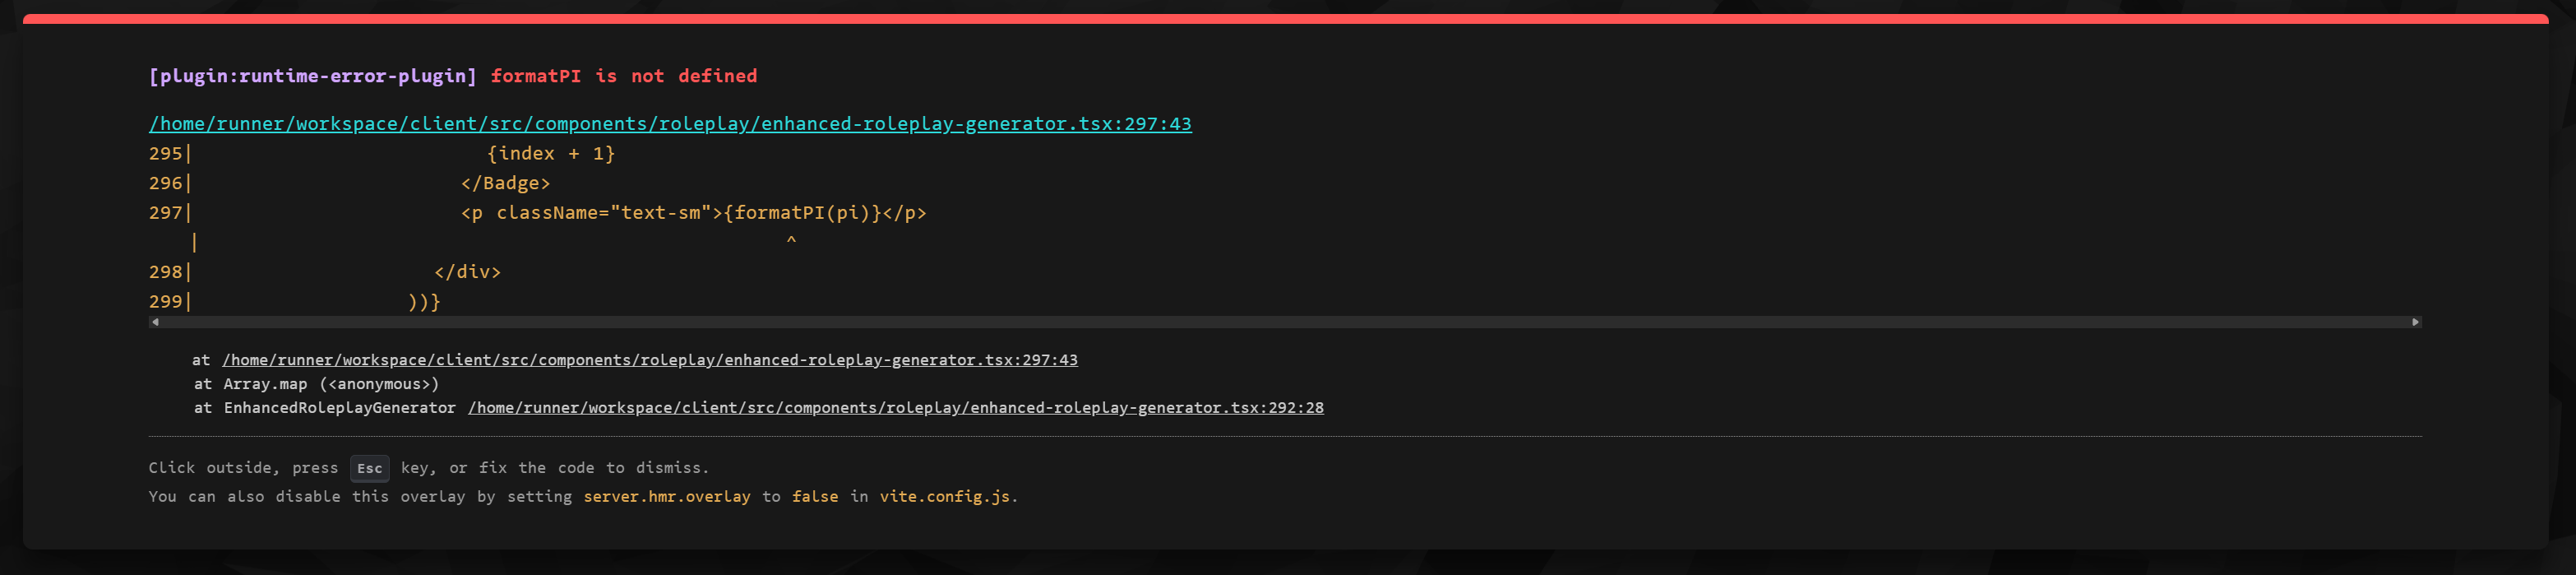 [plugin:runtime-error-plugin] formatPI is not defined
/home/runner/workspace/client/src/components/roleplay/enhanced-roleplay-generator.tsx:297:43
295|                      {index + 1}
296|                    </Badge>
297|                    <p className="text-sm">{formatPI(pi)}</p>
   |                                            ^
298|                  </div>
299|                ))}
at /home/runner/workspace/client/src/components/roleplay/enhanced-roleplay-generator.tsx:297:43
at Array.map (<anonymous>)
at EnhancedRoleplayGenerator /home/runner/workspace/client/src/components/roleplay/enhanced-roleplay-generator.tsx:292:28
Click outside, press Esc key, or fix the code to dismiss.
You can also disable this overlay by setting server.hmr.overlay to false in vite.config.js.